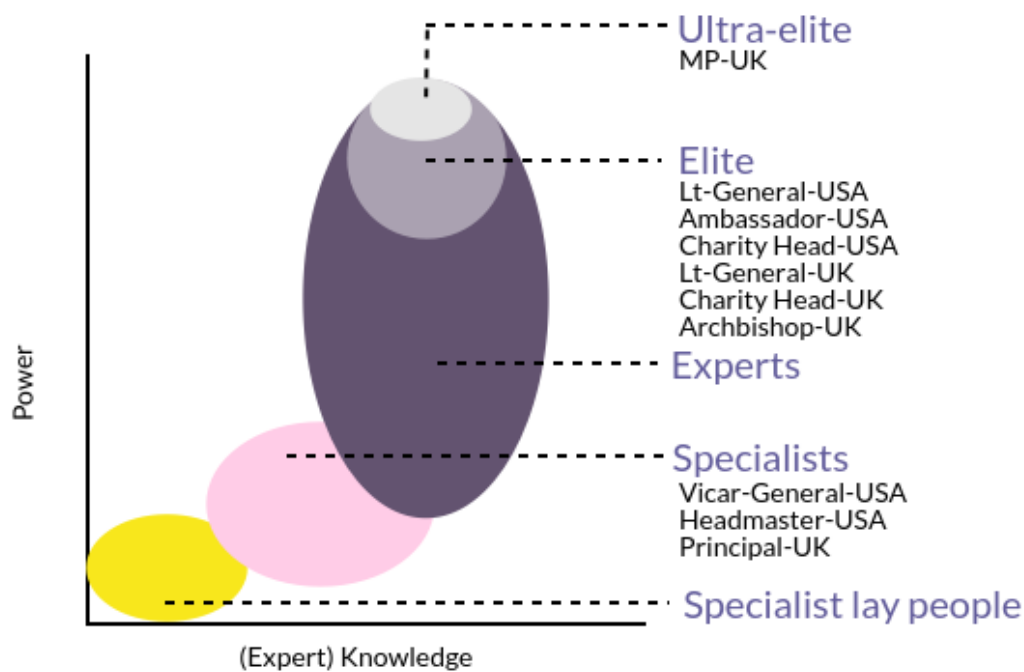 Ultra-elite
MP-UK
Elite
Lt-General-USA
Ambassador-USA
Charity Head-USA
Lt-General-UK
Charity Head-UK
Archbishop-UK
Experts
Specialists
Vicar-General-USA
Headmaster-USA
Principal-UK
Specialist lay people
Power
(Expert) Knowledge